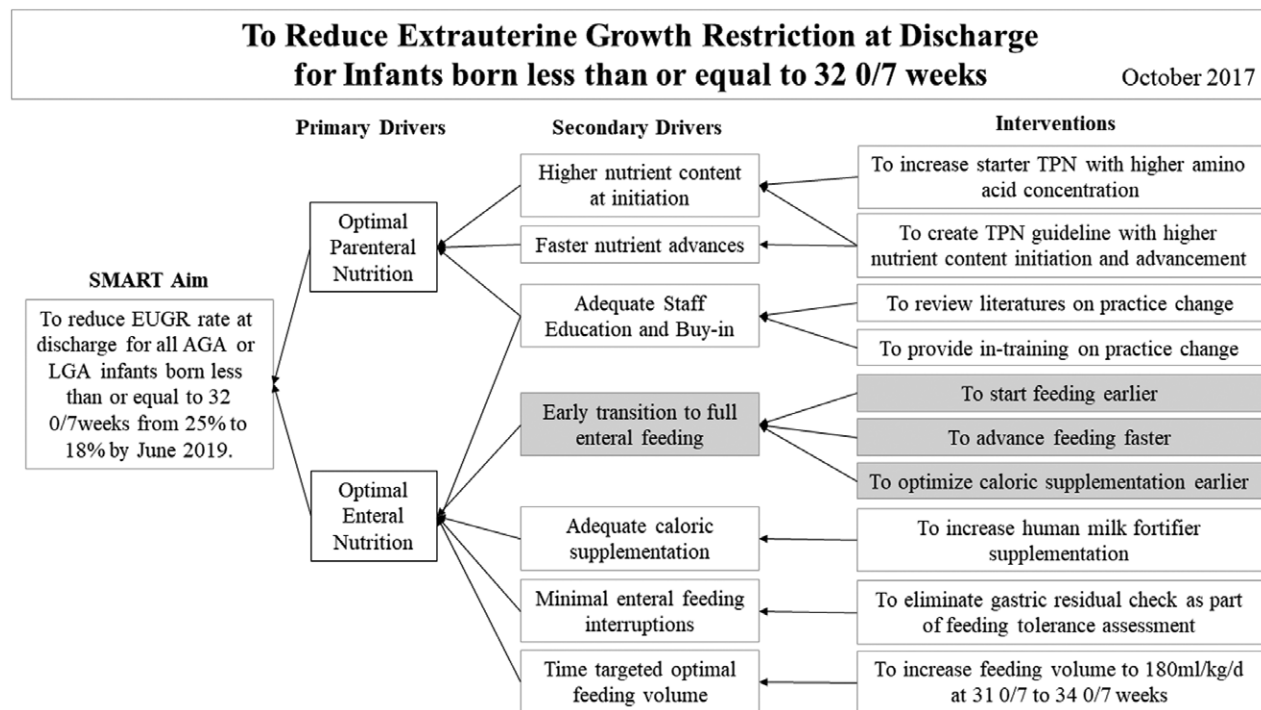 To Reduce Extrauterine Growth Restriction at Discharge
for Infants born less than or equal to 32 0/7 weeks
October 2017
Primary Drivers
Secondary Drivers
Interventions
SMART Aim
To reduce EUGR rate at
discharge for all AGA or
LGA infants born less
than or equal to 32
0/7weeks from 25% to
18% by June 2019.
Optimal
Parenteral
Nutrition
Optimal
Enteral
Nutrition
Higher nutrient content
at initiation
Faster nutrient advances
Adequate Staff
Education and Buy-in
Early transition to full
enteral feeding
Adequate caloric
supplementation
Minimal enteral feeding
interruptions
Time targeted optimal
feeding volume
To increase starter TPN with higher amino
acid concentration
To create TPN guideline with higher
nutrient content initiation and advancement
To review literatures on practice change
To provide in-training on practice change
To start feeding earlier
To advance feeding faster
To optimize caloric supplementation earlier
To increase human milk fortifier
supplementation
To eliminate gastric residual check as part
of feeding tolerance assessment
To increase feeding volume to 180ml/kg/d
at 31 0/7 to 34 0/7 weeks